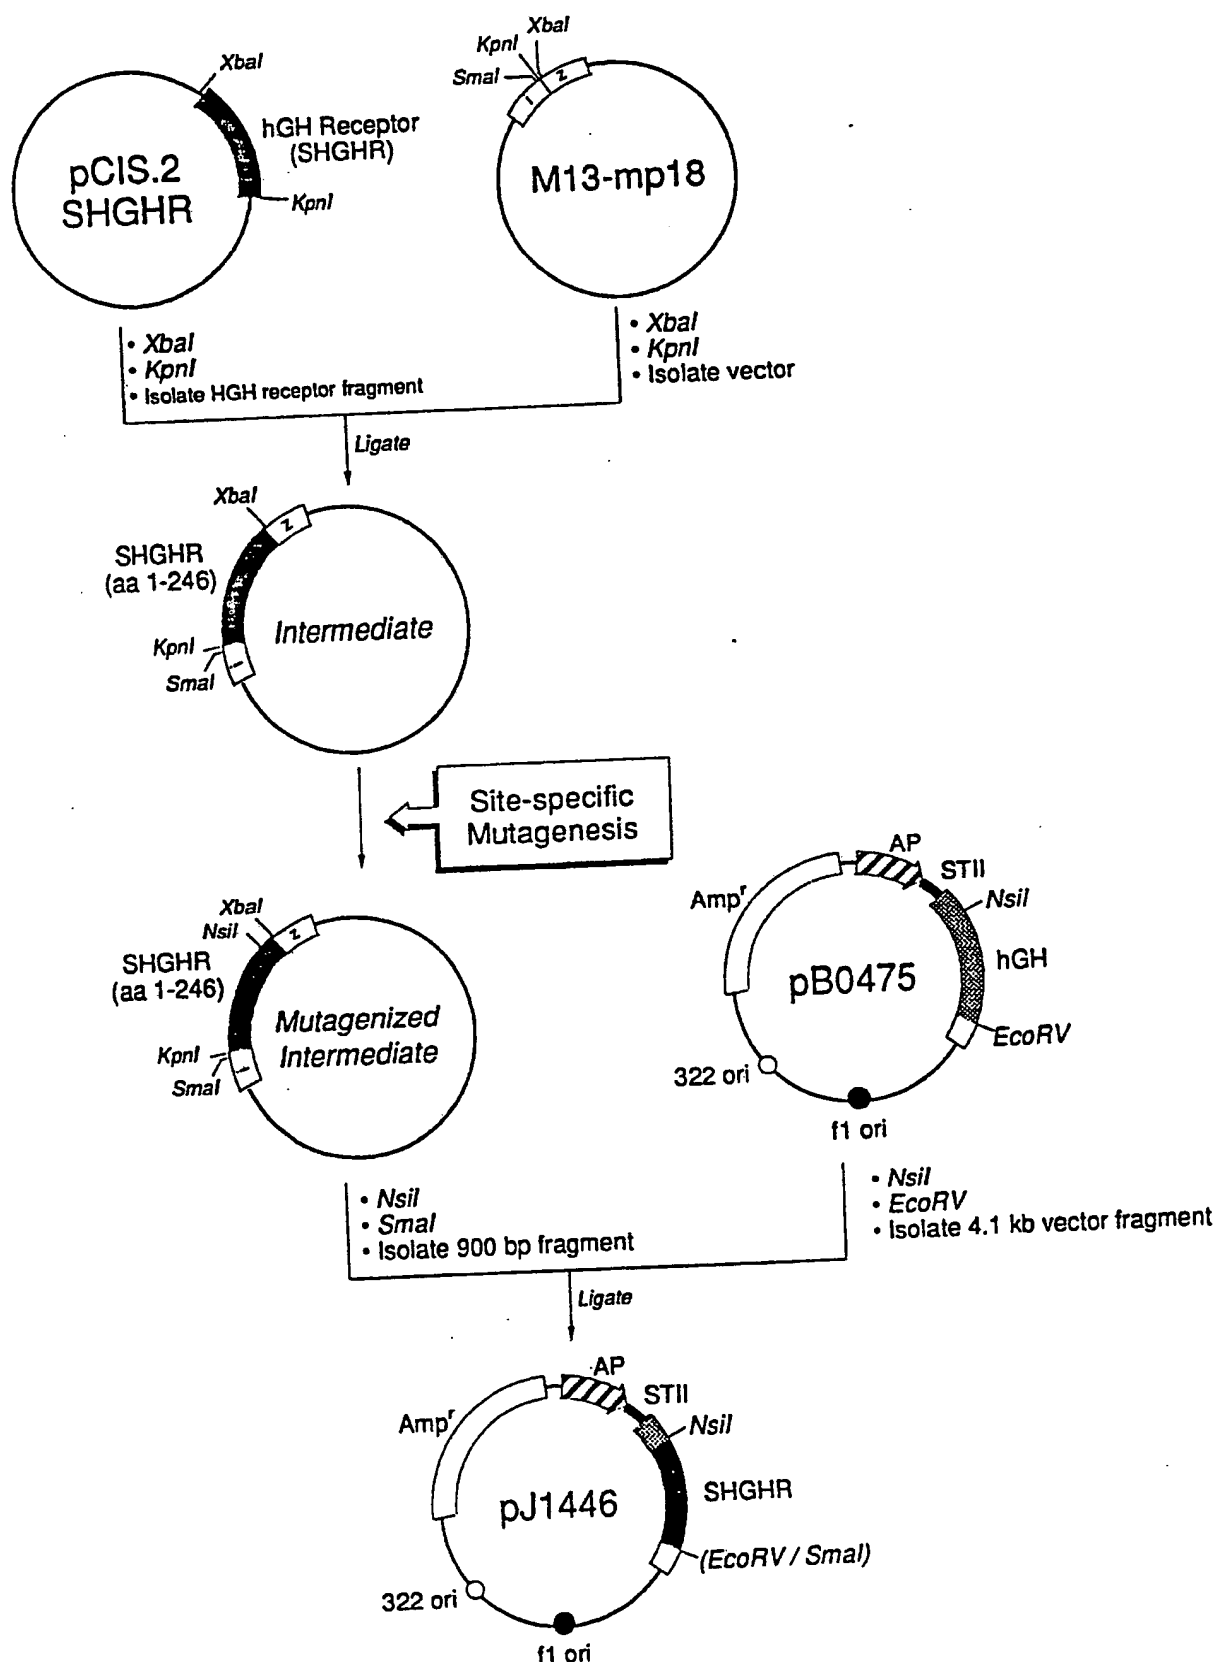 XbaI
hGH Receptor
(SHGHR)
KpnI
pCIS.2
SHGHR
XbaI
KpnI
SmaI
Z
I
M13-mp18
• XbaI
• KpnI
• Isolate HGH receptor fragment
• XbaI
• KpnI
• Isolate vector
Ligate
XbaI
Z
SHGHR
(aa 1-246)
Intermediate
KpnI
SmaI
I
Site-specific
Mutagenesis
XbaI
NsiI
Z
SHGHR
(aa 1-246)
Mutagenized
Intermediate
KpnI
SmaI
I
AP
STII
Ampʳ
NsiI
hGH
pB0475
EcoRV
322 ori
f1 ori
• NsiI
• SmaI
• Isolate 900 bp fragment
• NsiI
• EcoRV
• Isolate 4.1 kb vector fragment
Ligate
AP
STII
Ampʳ
NsiI
SHGHR
pJ1446
(EcoRV / SmaI)
322 ori
f1 ori